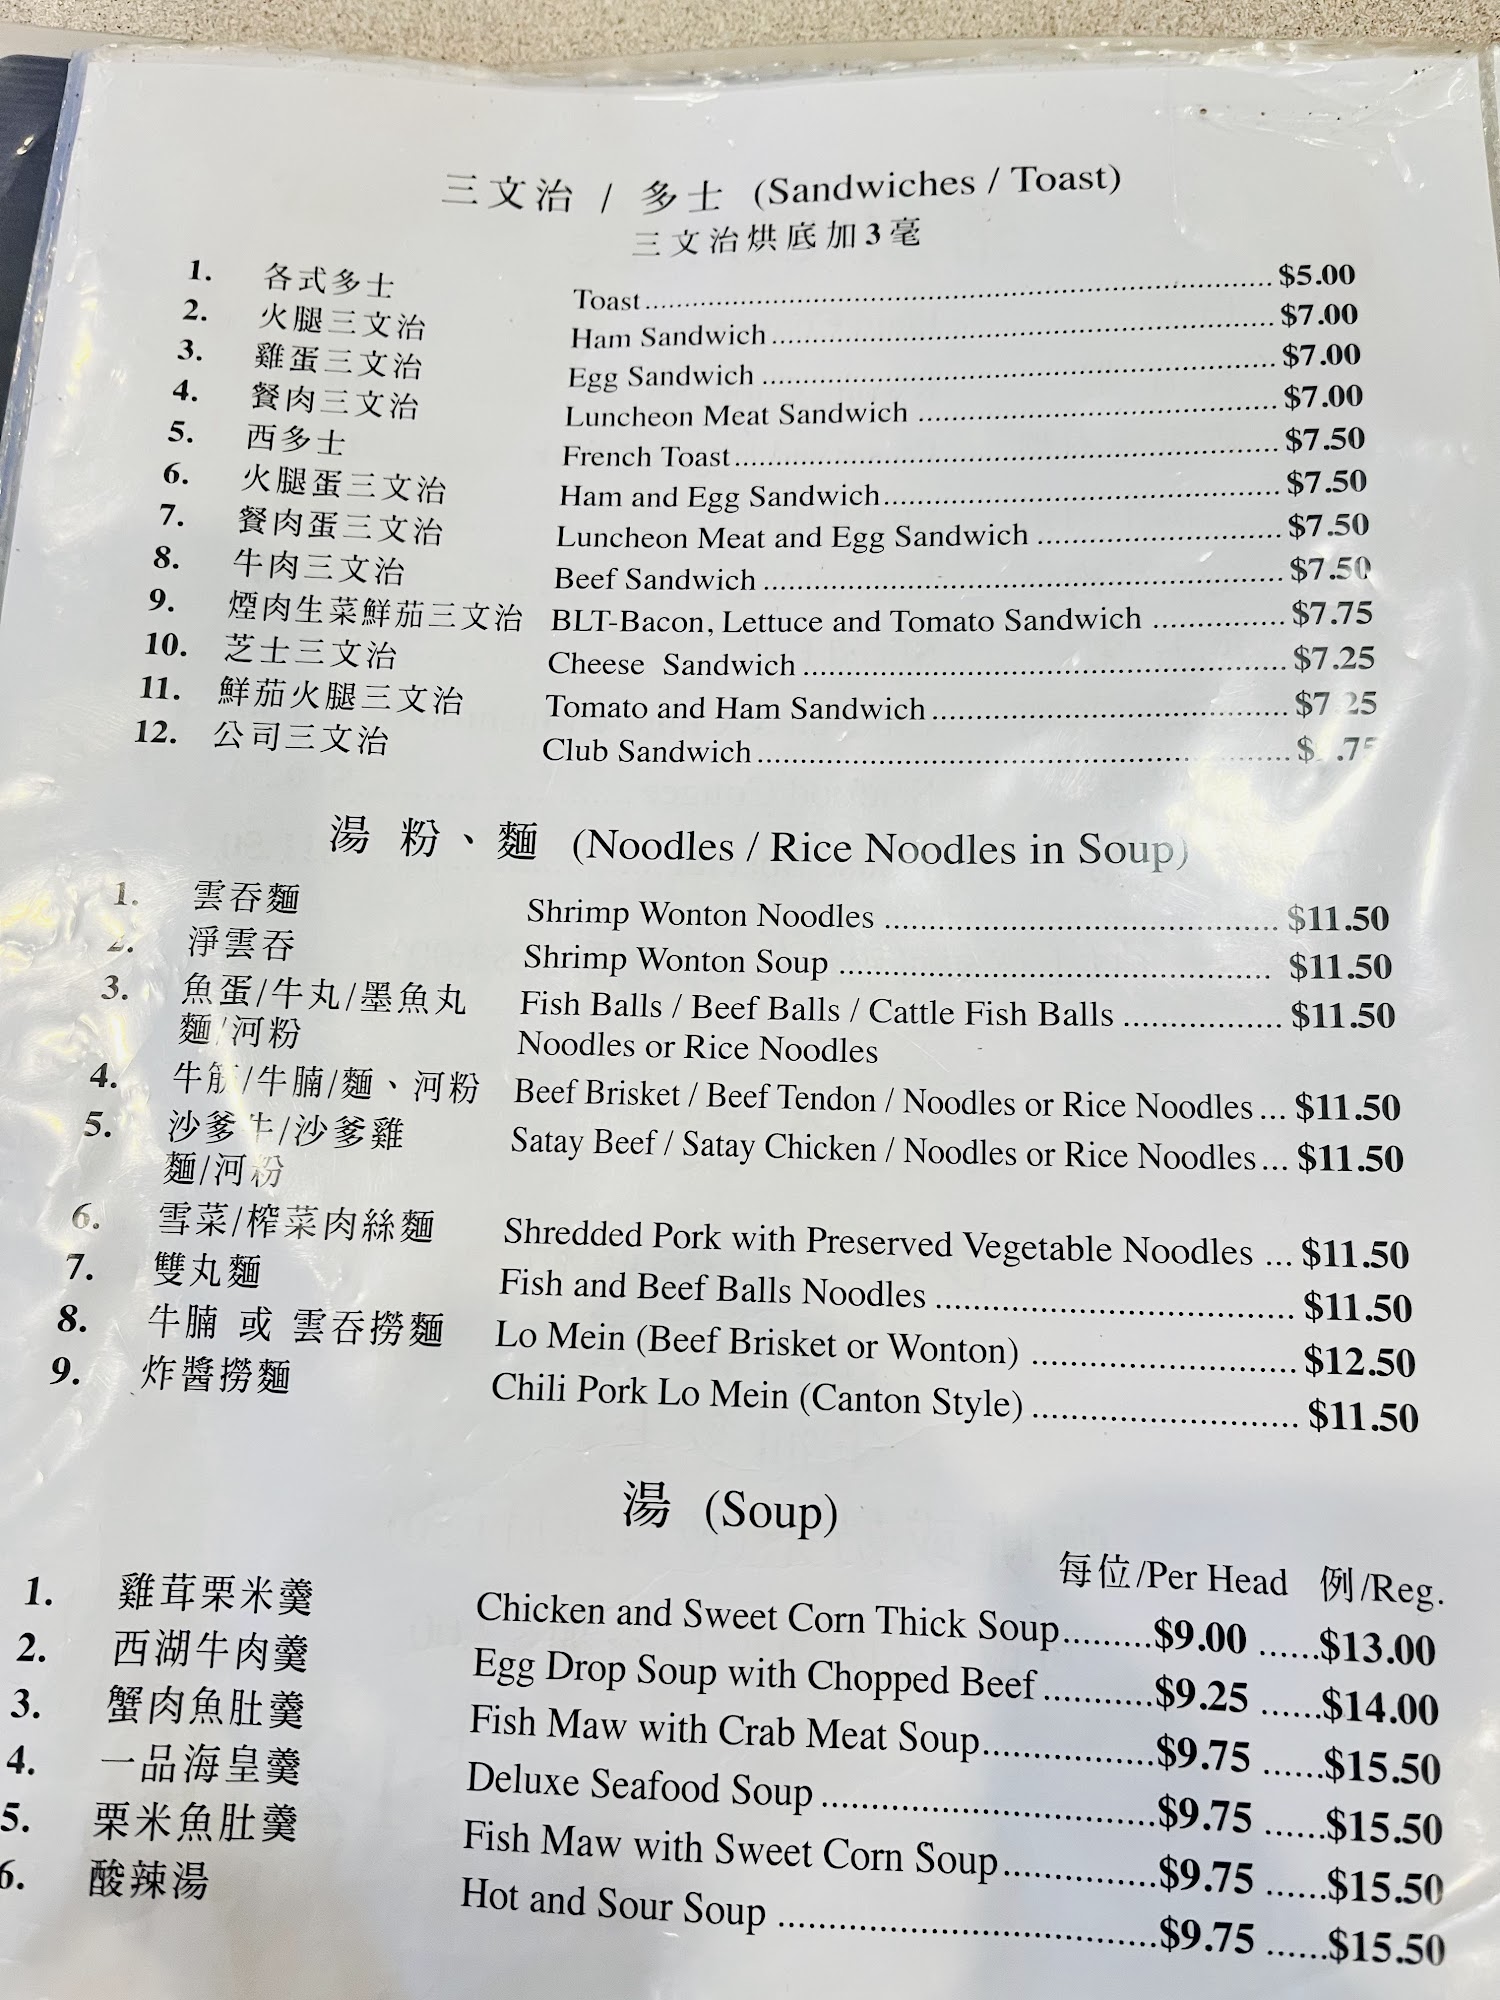 三文治 / 多士 (Sandwiches / Toast)
三文治烘底加3毫
1. 各式多士 Toast........................ $5.00
2. 火腿三文治 Ham Sandwich........................ $7.00
3. 雞蛋三文治 Egg Sandwich........................ $7.00
4. 餐肉三文治 Luncheon Meat Sandwich........................ $7.00
5. 西多士 French Toast........................ $7.50
6. 火腿蛋三文治 Ham and Egg Sandwich........................ $7.50
7. 餐肉蛋三文治 Luncheon Meat and Egg Sandwich........................ $7.50
8. 牛肉三文治 Beef Sandwich........................ $7.50
9. 煙肉生菜鮮茄三文治 BLT-Bacon, Lettuce and Tomato Sandwich............... $7.75
10. 芝士三文治 Cheese Sandwich........................ $7.25
11. 鮮茄火腿三文治 Tomato and Ham Sandwich........................ $7.25
12. 公司三文治 Club Sandwich........................
湯 粉、麵 (Noodles / Rice Noodles in Soup)
1. 雲吞麵 Shrimp Wonton Noodles........................ $11.50
2. 淨雲吞 Shrimp Wonton Soup........................ $11.50
3. 魚蛋/牛丸/墨魚丸 Fish Balls / Beef Balls / Cattle Fish Balls ................ $11.50
麵/河粉 Noodles or Rice Noodles
4. 牛筋/牛腩/麵、河粉 Beef Brisket / Beef Tendon / Noodles or Rice Noodles... $11.50
5. 沙爹牛/沙爹雞 Satay Beef / Satay Chicken / Noodles or Rice Noodles... $11.50
麵/河粉
6. 雪菜/榨菜肉絲麵 Shredded Pork with Preserved Vegetable Noodles ... $11.50
7. 雙丸麵 Fish and Beef Balls Noodles........................ $11.50
8. 牛腩 或 雲吞撈麵 Lo Mein (Beef Brisket or Wonton)........................ $12.50
9. 炸醬撈麵 Chili Pork Lo Mein (Canton Style)........................ $11.50
湯 (Soup)
每位/Per Head 例/Reg.
1. 雞茸栗米羹 Chicken and Sweet Corn Thick Soup.........$9.00 ......$13.00
2. 西湖牛肉羹 Egg Drop Soup with Chopped Beef...........$9.25 ......$14.00
3. 蟹肉魚肚羹 Fish Maw with Crab Meat Soup.................$9.75 ......$15.50
4. 一品海皇羹 Deluxe Seafood Soup.................................$9.75 ......$15.50
5. 栗米魚肚羹 Fish Maw with Sweet Corn Soup...............$9.75 ......$15.50
6. 酸辣湯 Hot and Sour Soup.....................................$9.75 ......$15.50